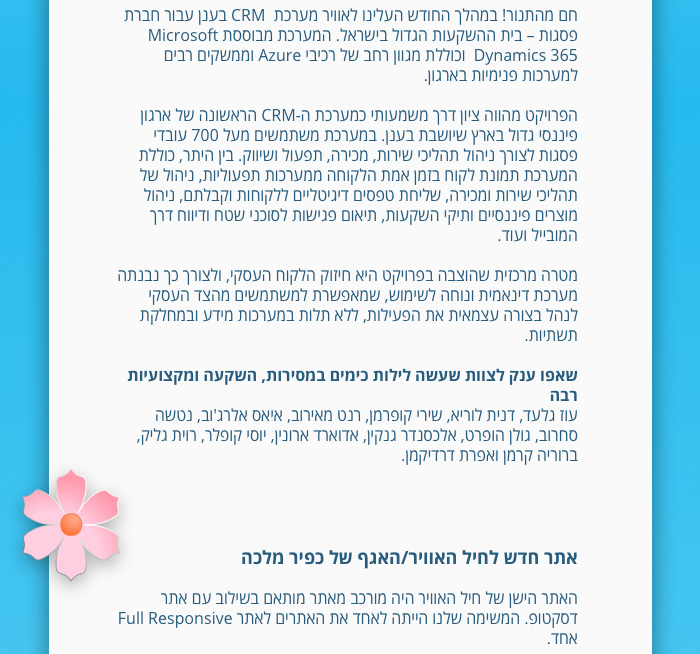 חם מהתנור! במהלך החודש העלינו לאוויר מערכת CRM בענן עבור חברת
פסגות – בית ההשקעות הגדול בישראל. המערכת מבוססת Microsoft
Dynamics 365 וכוללת מגוון רחב של רכיבי Azure וממשקים רבים
למערכות פנימיות בארגון.
הפרויקט מהווה ציון דרך משמעותי כמערכת ה-CRM הראשונה של ארגון
פיננסי גדול בארץ שיושבת בענן. במערכת משתמשים מעל 700 עובדי
פסגות לצורך ניהול תהליכי שירות, מכירה, תפעול ושיווק. בין היתר, כוללת
המערכת תמונת לקוח בזמן אמת הלקוחה ממערכות תפעוליות, ניהול של
תהליכי שירות ומכירה, שליחת טפסים דיגיטליים ללקוחות וקבלתם, ניהול
מוצרים פיננסיים ותיקי השקעות, תיאום פגישות לסוכני שטח ודיווח דרך
המובייל ועוד.
מטרה מרכזית שהוצבה בפרויקט היא חיזוק הלקוח העסקי, ולצורך כך נבנתה
מערכת דינאמית ונוחה לשימוש, שמאפשרת למשתמשים מהצד העסקי
לנהל בצורה עצמאית את הפעילות, ללא תלות במערכות מידע ובמחלקת
תשתיות.
שאפו ענק לצוות שעשה לילות כימים במסירות, השקעה ומקצועיות
רבה
עוז גלעד, דנית לוריא, שירי קופרמן, רנט מאירוב, איאס אלרג'וב, נטשה
סחרוב, גולן הופרט, אלכסנדר גנקין, אדוארד ארונין, יוסי קופלר, רוית גליק,
ברוריה קרמן ואפרת דרדיקמן.
אתר חדש לחיל האוויר/האגף של כפיר מלכה
האתר הישן של חיל האוויר היה מורכב מאתר מותאם בשילוב עם אתר
דסקטופ. המשימה שלנו הייתה לאחד את האתרים לאתר Full Responsive
אחד.